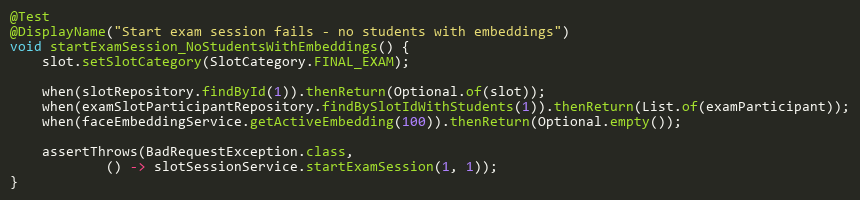 @Test
@DisplayName("Start exam session fails - no students with embeddings")
void startExamSession_NoStudentsWithEmbeddings() {
    slot.setSlotCategory(SlotCategory.FINAL_EXAM);

    when(slotRepository.findById(1)).thenReturn(Optional.of(slot));
    when(examSlotParticipantRepository.findBySlotIdWithStudents(1)).thenReturn(List.of(examParticipant));
    when(faceEmbeddingService.getActiveEmbedding(100)).thenReturn(Optional.empty());

    assertThrows(BadRequestException.class,
            () -> slotSessionService.startExamSession(1, 1));
}